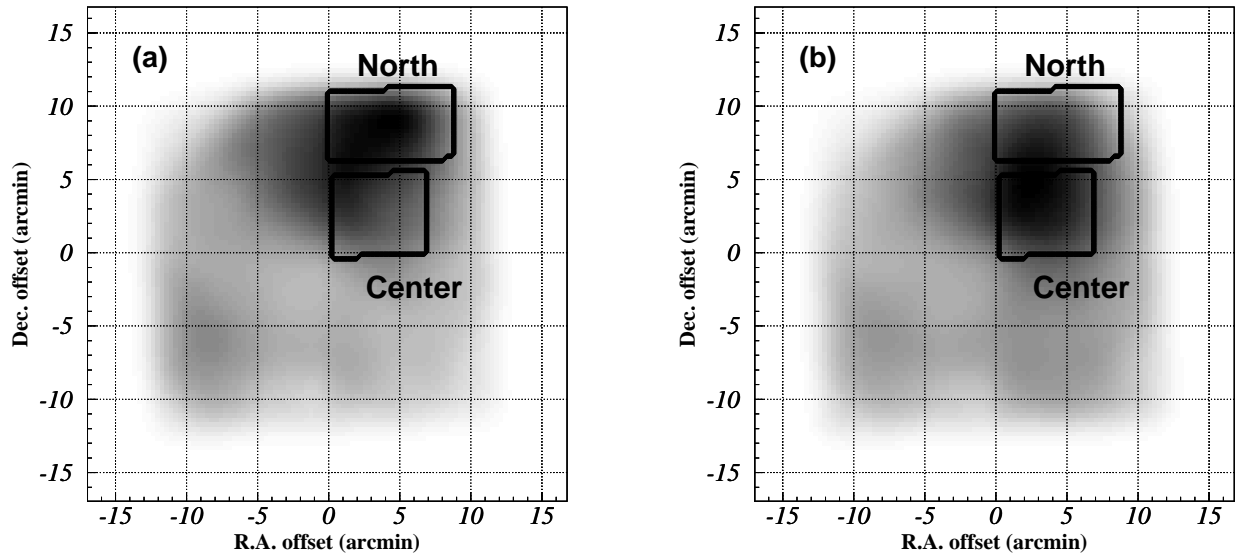 (a)
North
Center
15
10
5
0
-5
-10
-15
-15 -10 -5 0 5 10 15
R.A. offset (arcmin)
Dec. offset (arcmin)
(b)
North
Center
15
10
5
0
-5
-10
-15
-15 -10 -5 0 5 10 15
R.A. offset (arcmin)
Dec. offset (arcmin)